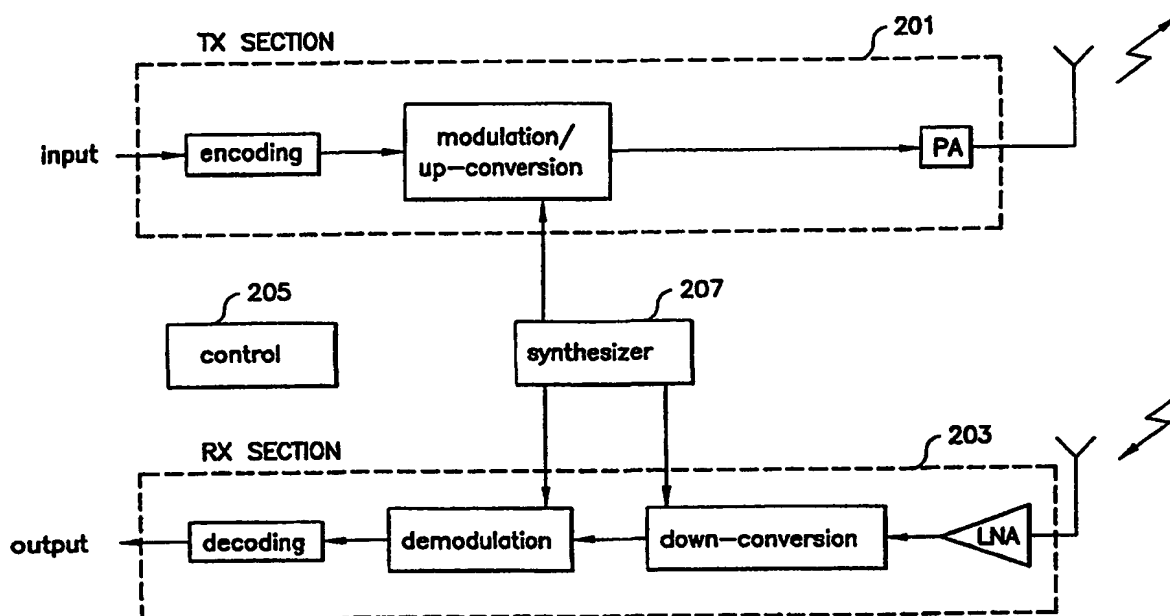 TX SECTION
201
input
encoding
modulation/
up-conversion
PA
205
control
207
synthesizer
RX SECTION
203
output
decoding
demodulation
down-conversion
LNA